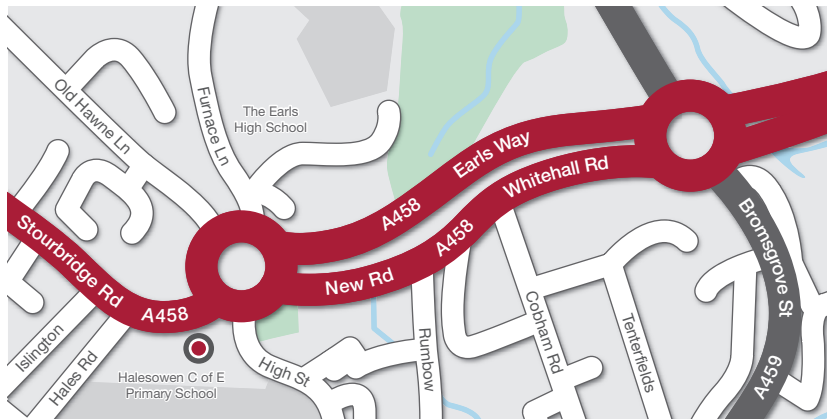 Old Hawne Ln
Furnace Ln
The Earls
High School
Earls Way
A458
Whitehall Rd
A458
New Rd
Stourbridge Rd
A458
Bromsgrove St
A459
Islington
Hales Rd
Halesowen C of E
Primary School
High St
Rumbow
Cobham Rd
Tenterfields